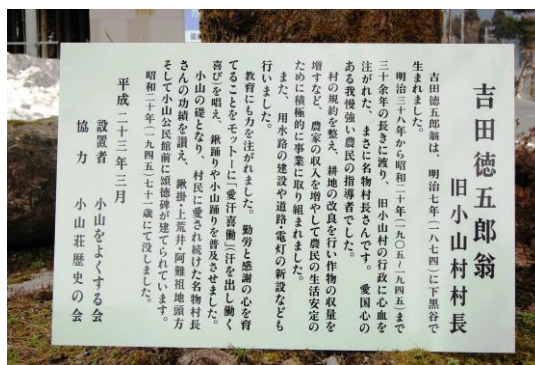 吉田徳五郎翁
旧小山村村長
吉田徳五郎翁は、明治七年(一八七四)に下黒谷で
生まれました。
明治三十八年から昭和二十年(一九〇五~一九四五)まで
三十余年の長きに渡り、旧小山村の行政に心血を
注がれた、まさに名物村長さんです。愛国心の
ある我慢強い農民の指導者でした。
村の規約を整え、耕地の改良を行い作物の収量を
増すなど、農家の収入を増やして農民の生活安定の
ために積極的に事業に取り組まれました。
また、用水路の建設や道路・電灯の新設なども
行いました。
教育にも力を注がれました。勤労と感謝の心を育
てることをモットーに「愛汗喜働」(汗を出し働く
喜び)を唱え、鍬踊りや小山踊りを普及させました。
小山の礎となり、村民に愛され続けた名物村長
さんの功績を讃え、鍬掛・上荒井・阿難祖地頭方
そして小山公民館前に頌徳碑が建てられています。
昭和二十年(一九四五)七十一歳にて没しました。
平成二十三年三月
設置者 小山をよくする会
協力 小山荘歴史の会